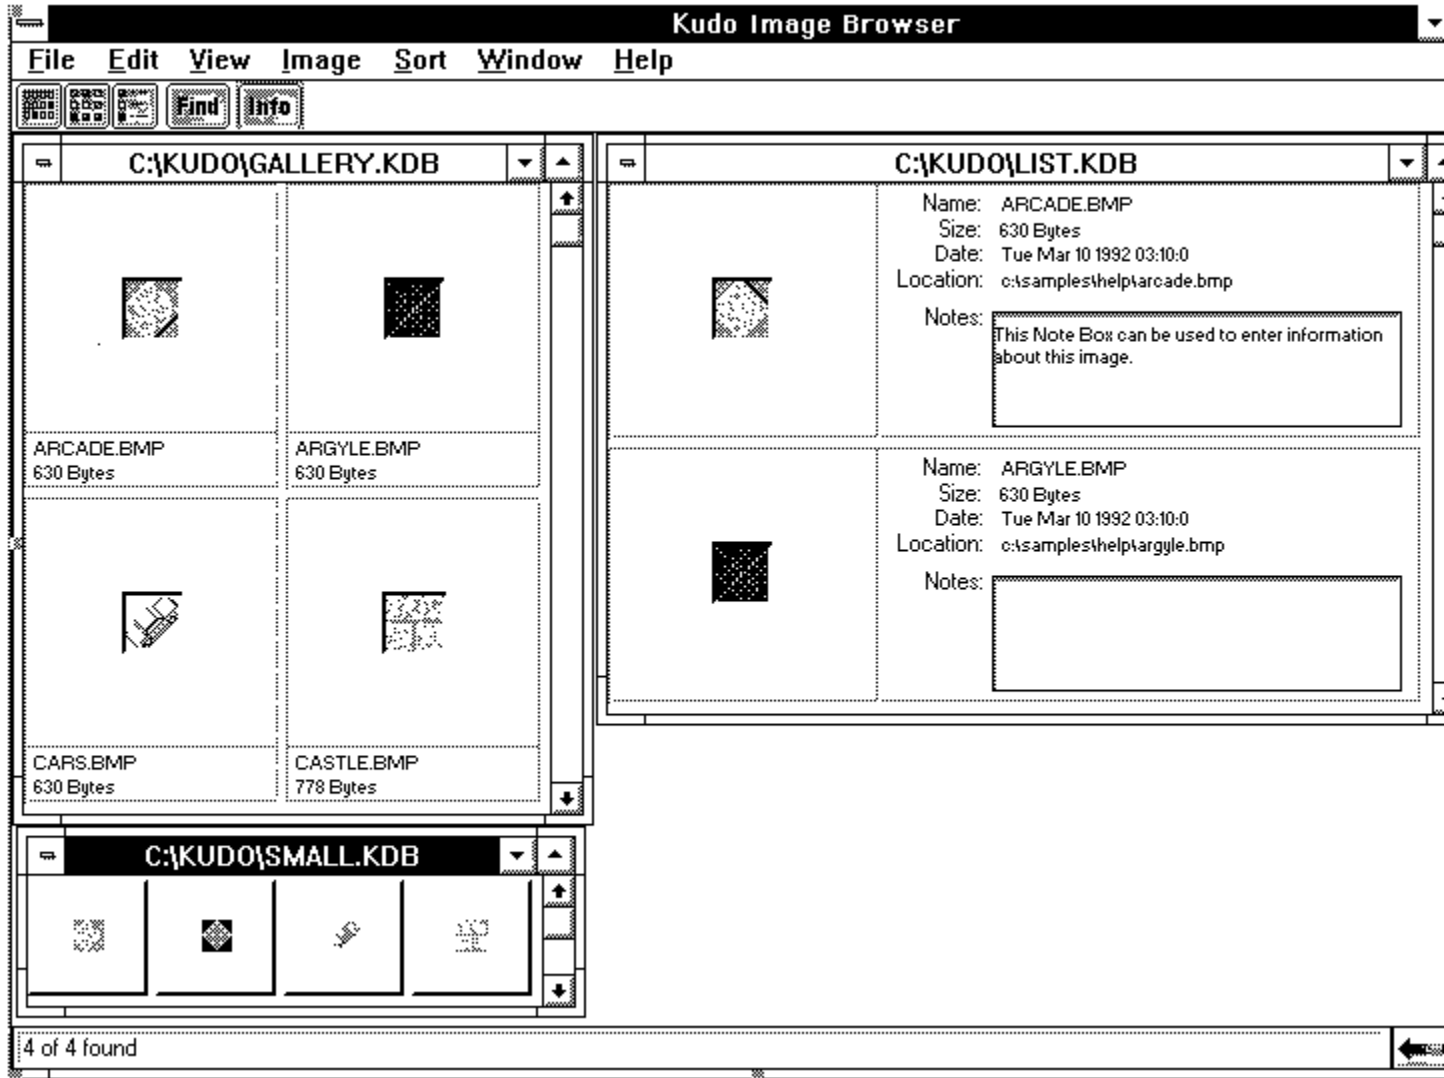 Kudo Image Browser
File Edit View Image Sort Window Help
Find Info
C:\KUDO\GALLERY.KDB
ARCADE.BMP
630 Bytes
ARGYLE.BMP
630 Bytes
CARS.BMP
630 Bytes
CASTLE.BMP
778 Bytes
C:\KUDO\LIST.KDB
Name: ARCADE.BMP
Size: 630 Bytes
Date: Tue Mar 10 1992 03:10:0
Location: c:\samples\help\arcade.bmp
Notes: This Note Box can be used to enter information
about this image.
Name: ARGYLE.BMP
Size: 630 Bytes
Date: Tue Mar 10 1992 03:10:0
Location: c:\samples\help\argyle.bmp
Notes:
C:\KUDO\SMALL.KDB
4 of 4 found